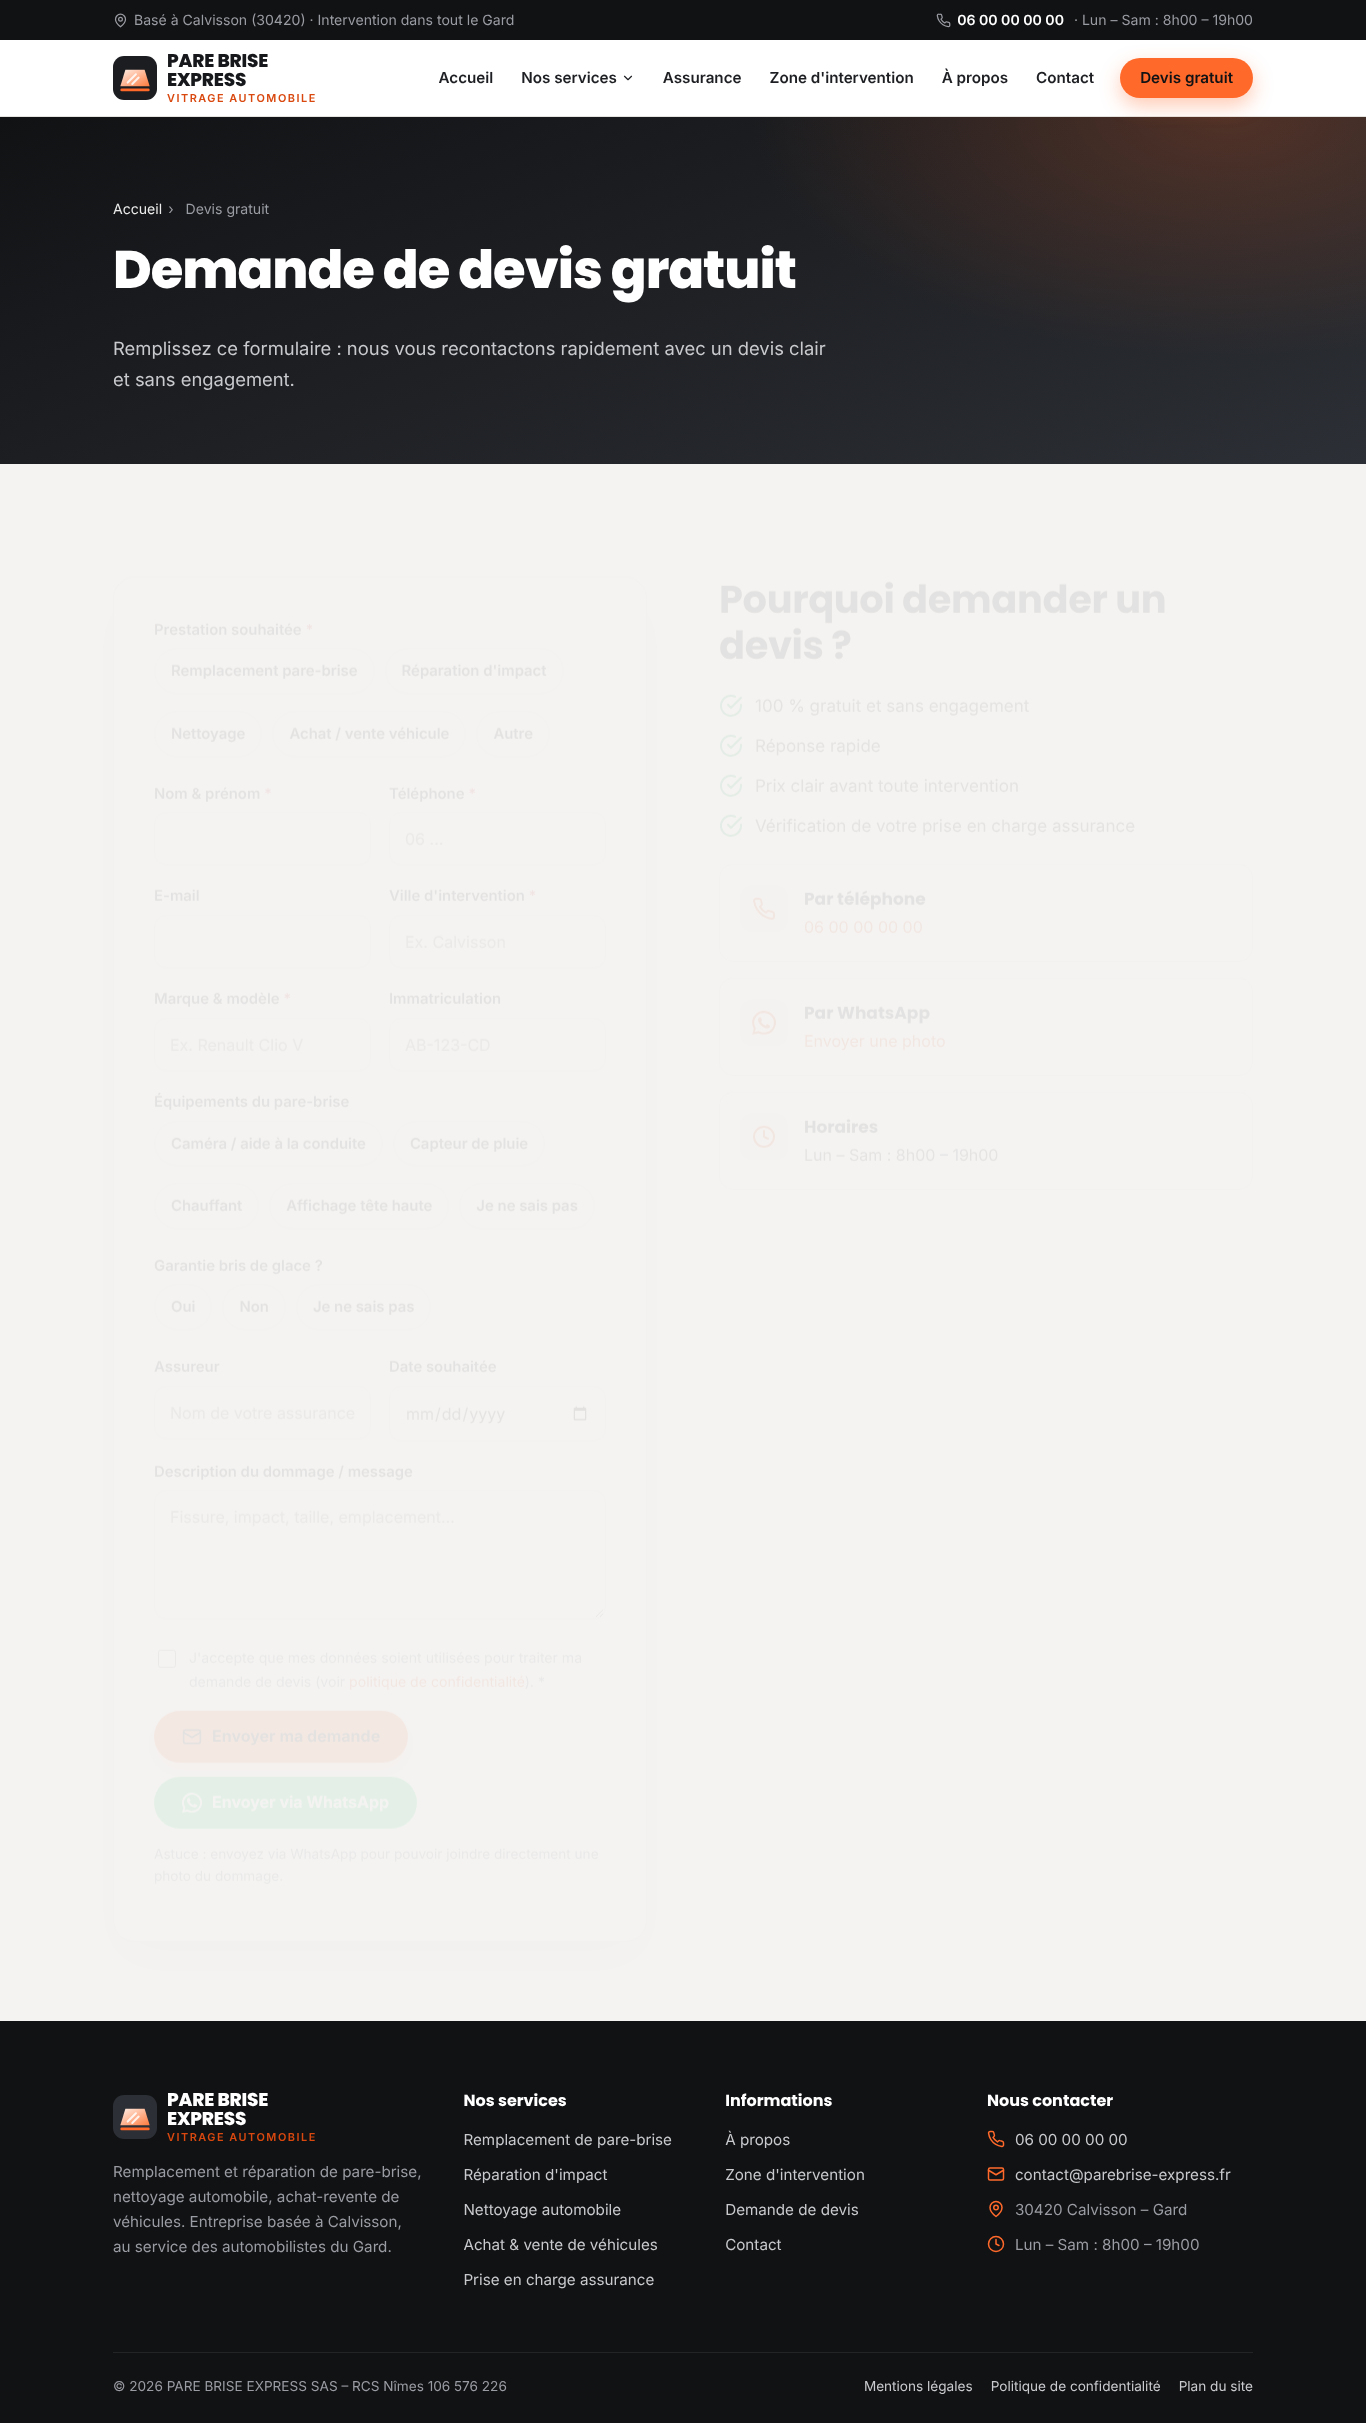 Basé à Calvisson (30420) · Intervention dans tout le Gard
06 00 00 00 00 · Lun – Sam : 8h00 – 19h00
PARE BRISE
EXPRESS
VITRAGE AUTOMOBILE
Accueil
Nos services
Assurance
Zone d'intervention
À propos
Contact
Devis gratuit
Accueil › Devis gratuit
Demande de devis gratuit
Remplissez ce formulaire : nous vous recontactons rapidement avec un devis clair
et sans engagement.
Prestation souhaitée *
Remplacement pare-brise
Réparation d'impact
Nettoyage
Achat / vente véhicule
Autre
Nom & prénom *
Téléphone *
06 ...
E-mail
Ville d'intervention *
Ex. Calvisson
Marque & modèle *
Immatriculation
Ex. Renault Clio V
AB-123-CD
Équipements du pare-brise
Caméra / aide à la conduite
Capteur de pluie
Chauffant
Affichage tête haute
Je ne sais pas
Garantie bris de glace ?
Oui
Non
Je ne sais pas
Assureur
Date souhaitée
Nom de votre assurance
mm/dd/yyyy
Description du dommage / message
Fissure, impact, taille, emplacement...
J'accepte que mes données soient utilisées pour traiter ma
demande de devis (voir politique de confidentialité). *
Envoyer ma demande
Envoyer via WhatsApp
Astuce : envoyez via WhatsApp pour pouvoir joindre directement une
photo du dommage.
Pourquoi demander un
devis ?
100 % gratuit et sans engagement
Réponse rapide
Prix clair avant toute intervention
Vérification de votre prise en charge assurance
Par téléphone
06 00 00 00 00
Par WhatsApp
Envoyer une photo
Horaires
Lun – Sam : 8h00 – 19h00
PARE BRISE
EXPRESS
VITRAGE AUTOMOBILE
Remplacement et réparation de pare-brise,
nettoyage automobile, achat-revente de
véhicules. Entreprise basée à Calvisson,
au service des automobilistes du Gard.
Nos services
Remplacement de pare-brise
Réparation d'impact
Nettoyage automobile
Achat & vente de véhicules
Prise en charge assurance
Informations
À propos
Zone d'intervention
Demande de devis
Contact
Nous contacter
06 00 00 00 00
contact@parebrise-express.fr
30420 Calvisson – Gard
Lun – Sam : 8h00 – 19h00
© 2026 PARE BRISE EXPRESS SAS – RCS Nîmes 106 576 226
Mentions légales
Politique de confidentialité
Plan du site